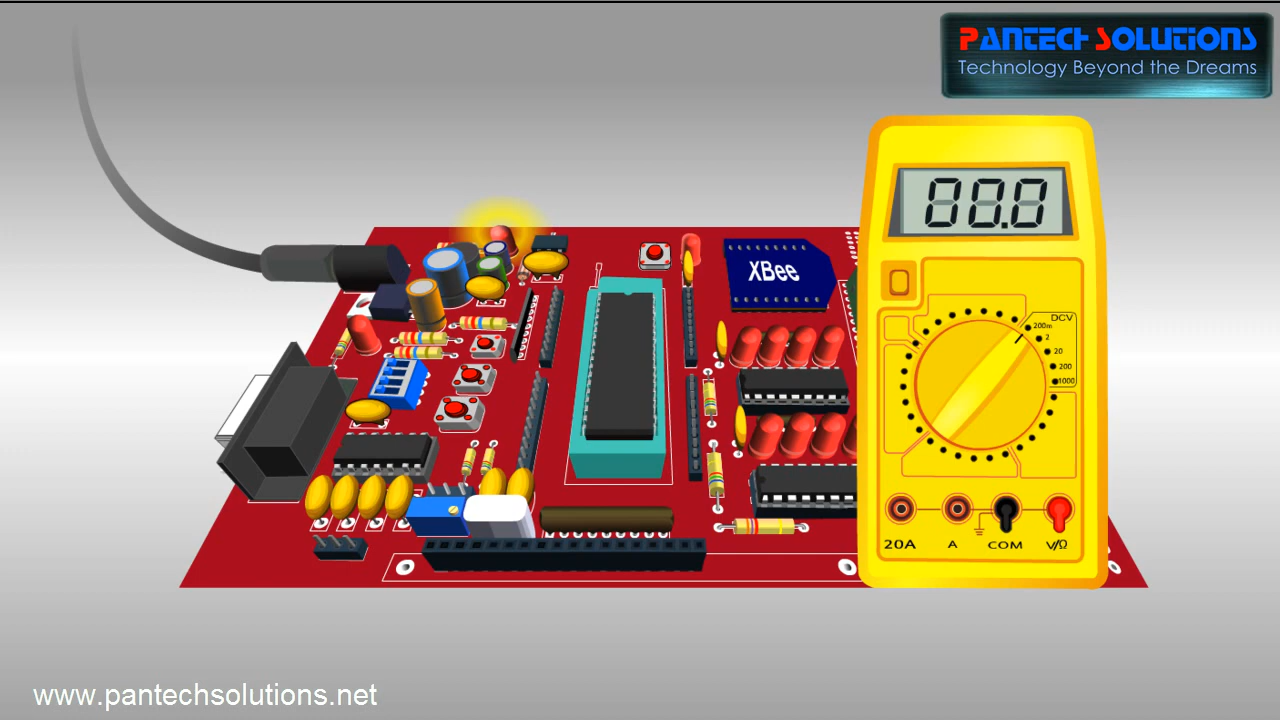 PANTECH SOLUTIONS
Technology Beyond the Dreams
00.0
XBee
DCV
200m
2
20
200
1000
20A
A
COM
V/Ω
www.pantechsolutions.net